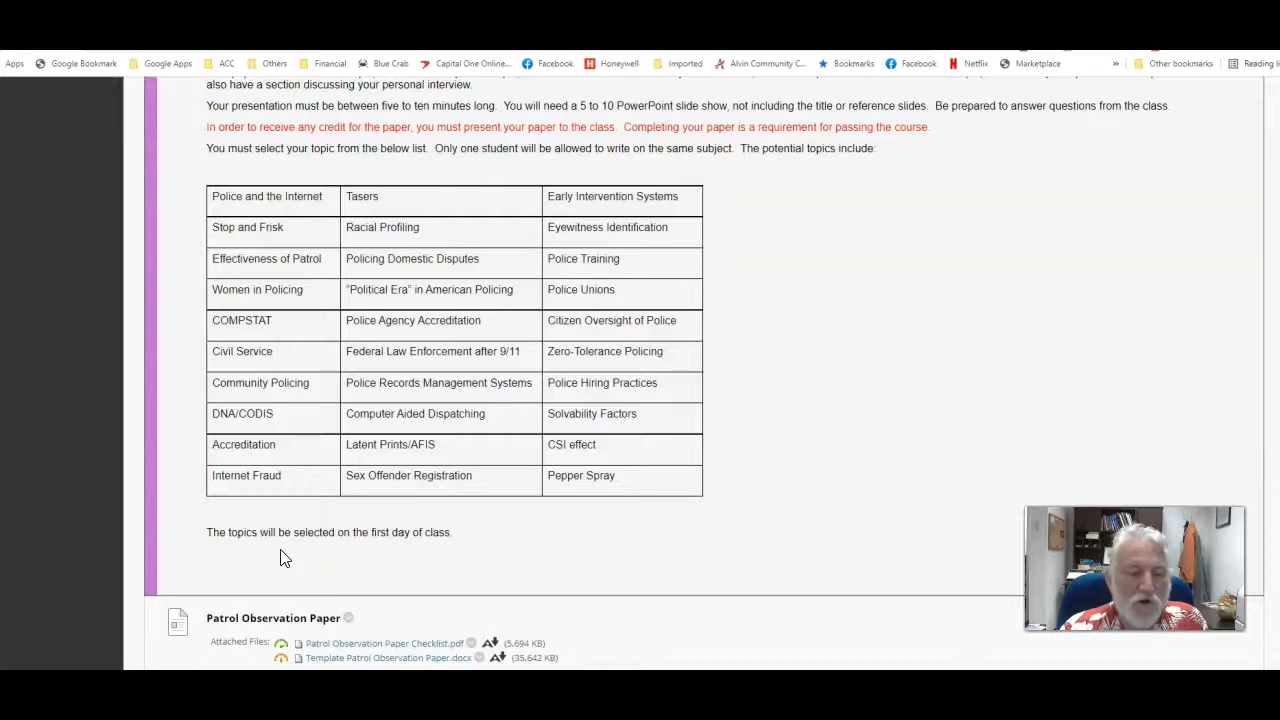 Apps Google Bookmark Google Apps ACC Others Financial Blue Crab Capital One Online... Facebook Honeywell Imported Alvin Community C... Bookmarks Facebook Netflix Marketplace » Other bookmarks Reading li
also have a section discussing your personal interview.
Your presentation must be between five to ten minutes long. You will need a 5 to 10 PowerPoint slide show, not including the title or reference slides. Be prepared to answer questions from the class.
In order to receive any credit for the paper, you must present your paper to the class. Completing your paper is a requirement for passing the course.
You must select your topic from the below list. Only one student will be allowed to write on the same subject. The potential topics include:
Police and the Internet Tasers Early Intervention Systems
Stop and Frisk Racial Profiling Eyewitness Identification
Effectiveness of Patrol Policing Domestic Disputes Police Training
Women in Policing “Political Era” in American Policing Police Unions
COMPSTAT Police Agency Accreditation Citizen Oversight of Police
Civil Service Federal Law Enforcement after 9/11 Zero-Tolerance Policing
Community Policing Police Records Management Systems Police Hiring Practices
DNA/CODIS Computer Aided Dispatching Solvability Factors
Accreditation Latent Prints/AFIS CSI effect
Internet Fraud Sex Offender Registration Pepper Spray
The topics will be selected on the first day of class.
Patrol Observation Paper
Attached Files: Patrol Observation Paper Checklist.pdf (5.694 KB)
Template Patrol Observation Paper.docx (35.642 KB)